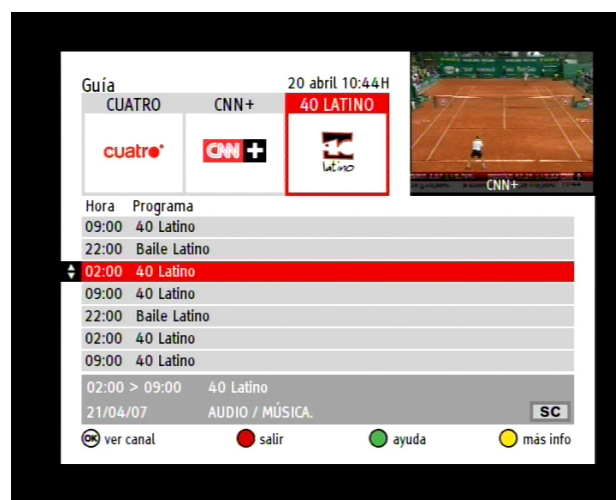 Guía 20 abril 10:44H
CUATRO CNN+ 40 LATINO
cuatro CNN+ 40 latino
CNN+
Hora Programa
09:00 40 Latino
22:00 Baile Latino
02:00 40 Latino
09:00 40 Latino
22:00 Baile Latino
02:00 40 Latino
09:00 40 Latino
02:00 > 09:00 40 Latino
21/04/07 AUDIO / MÚSICA. SC
OK ver canal salir ayuda más info